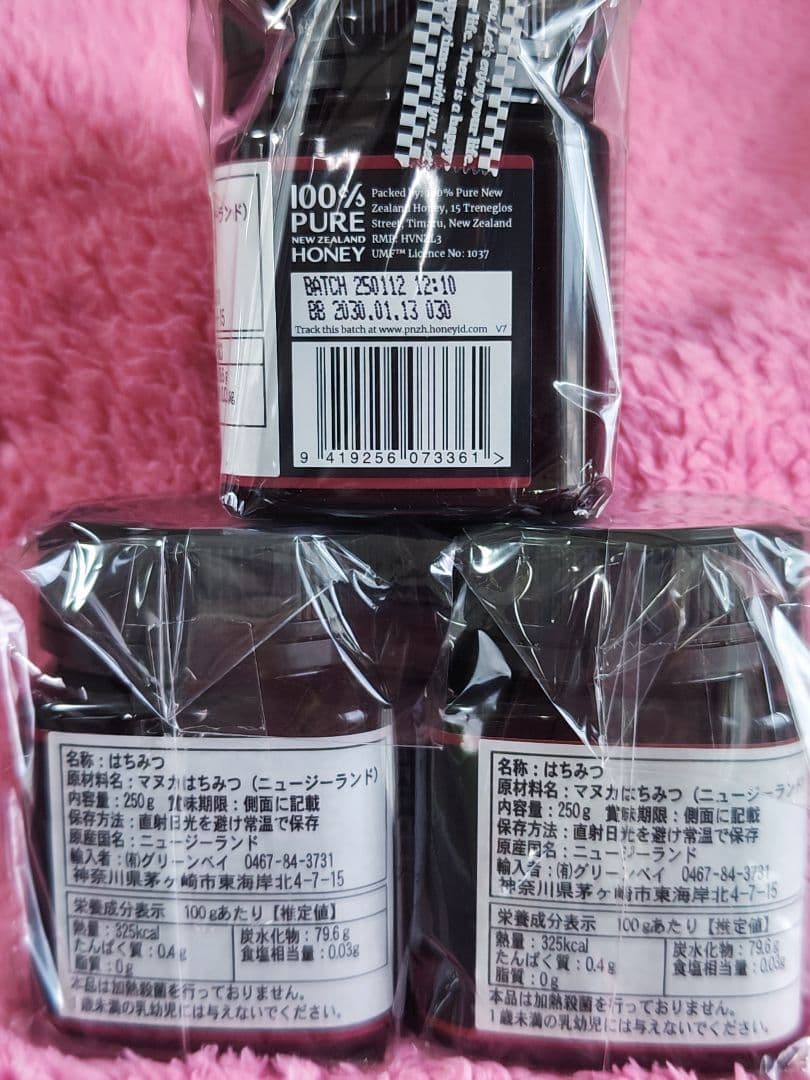 you. Let's enjoy your life.
life. There is a happy
happy time with you. Let
ーランド)
100%
PURE
NEW ZEALAND
HONEY
Packed by: 100% Pure New
Zealand Honey, 15 Treneglos
Street, Timaru, New Zealand
RMP: HVNZL3
UMF™ Licence No: 1037
BATCH 250112 12:10
BB 2030.01.13 030
Track this batch at www.pnzh.honeyid.com V7
9 419256 073361 >
名称：はちみつ
原材料名：マヌカはちみつ（ニュージーランド）
内容量：250g 賞味期限：側面に記載
保存方法：直射日光を避け常温で保存
原産国名：ニュージーランド
輸入者：㈲グリーンベイ 0467-84-3731
神奈川県茅ヶ崎市東海岸北4-7-15
栄養成分表示 100gあたり【推定値】
熱量：325kcal
たんぱく質：0.4g
脂質：0g
炭水化物：79.6g
食塩相当量：0.03g
本品は加熱殺菌を行っておりません。
1歳未満の乳幼児には与えないでください。
名称：はちみつ
原材料名：マヌカはちみつ（ニュージーランド
内容量：250g 賞味期限：側面に記載
保存方法：直射日光を避け常温で保存
原産国名：ニュージーランド
輸入者：㈲グリーンベイ 0467-84-3731
神奈川県茅ヶ崎市東海岸北4-7-15
栄養成分表示 100gあたり【推定値】
熱量：325kcal
たんぱく質：0.4g
脂質：0g
炭水化物：79.6g
食塩相当量：0.03g
本品は加熱殺菌を行っておりません。
1歳未満の乳幼児には与えないでください。